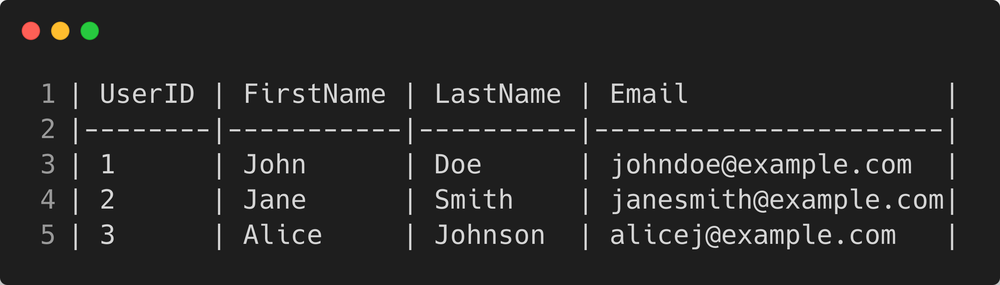 1 | UserID | FirstName | LastName | Email                |
2 |--------|-----------|----------|----------------------|
3 | 1      | John      | Doe      | johndoe@example.com  |
4 | 2      | Jane      | Smith    | janesmith@example.com|
5 | 3      | Alice     | Johnson  | alicej@example.com   |